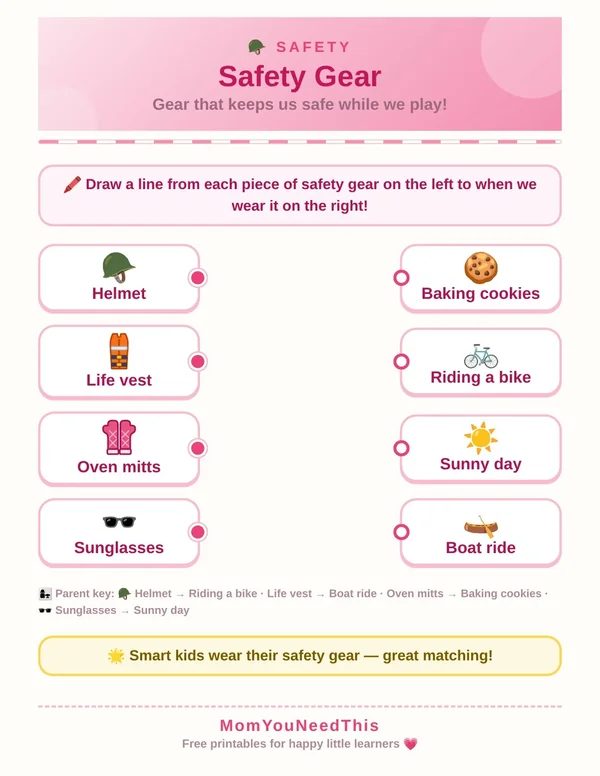 SAFETY
Safety Gear
Gear that keeps us safe while we play!
Draw a line from each piece of safety gear on the left to when we
wear it on the right!
Helmet
Baking cookies
Life vest
Riding a bike
Oven mitts
Sunny day
Sunglasses
Boat ride
Parent key: Helmet → Riding a bike · Life vest → Boat ride · Oven mitts → Baking cookies ·
Sunglasses → Sunny day
Smart kids wear their safety gear — great matching!
MomYouNeedThis
Free printables for happy little learners